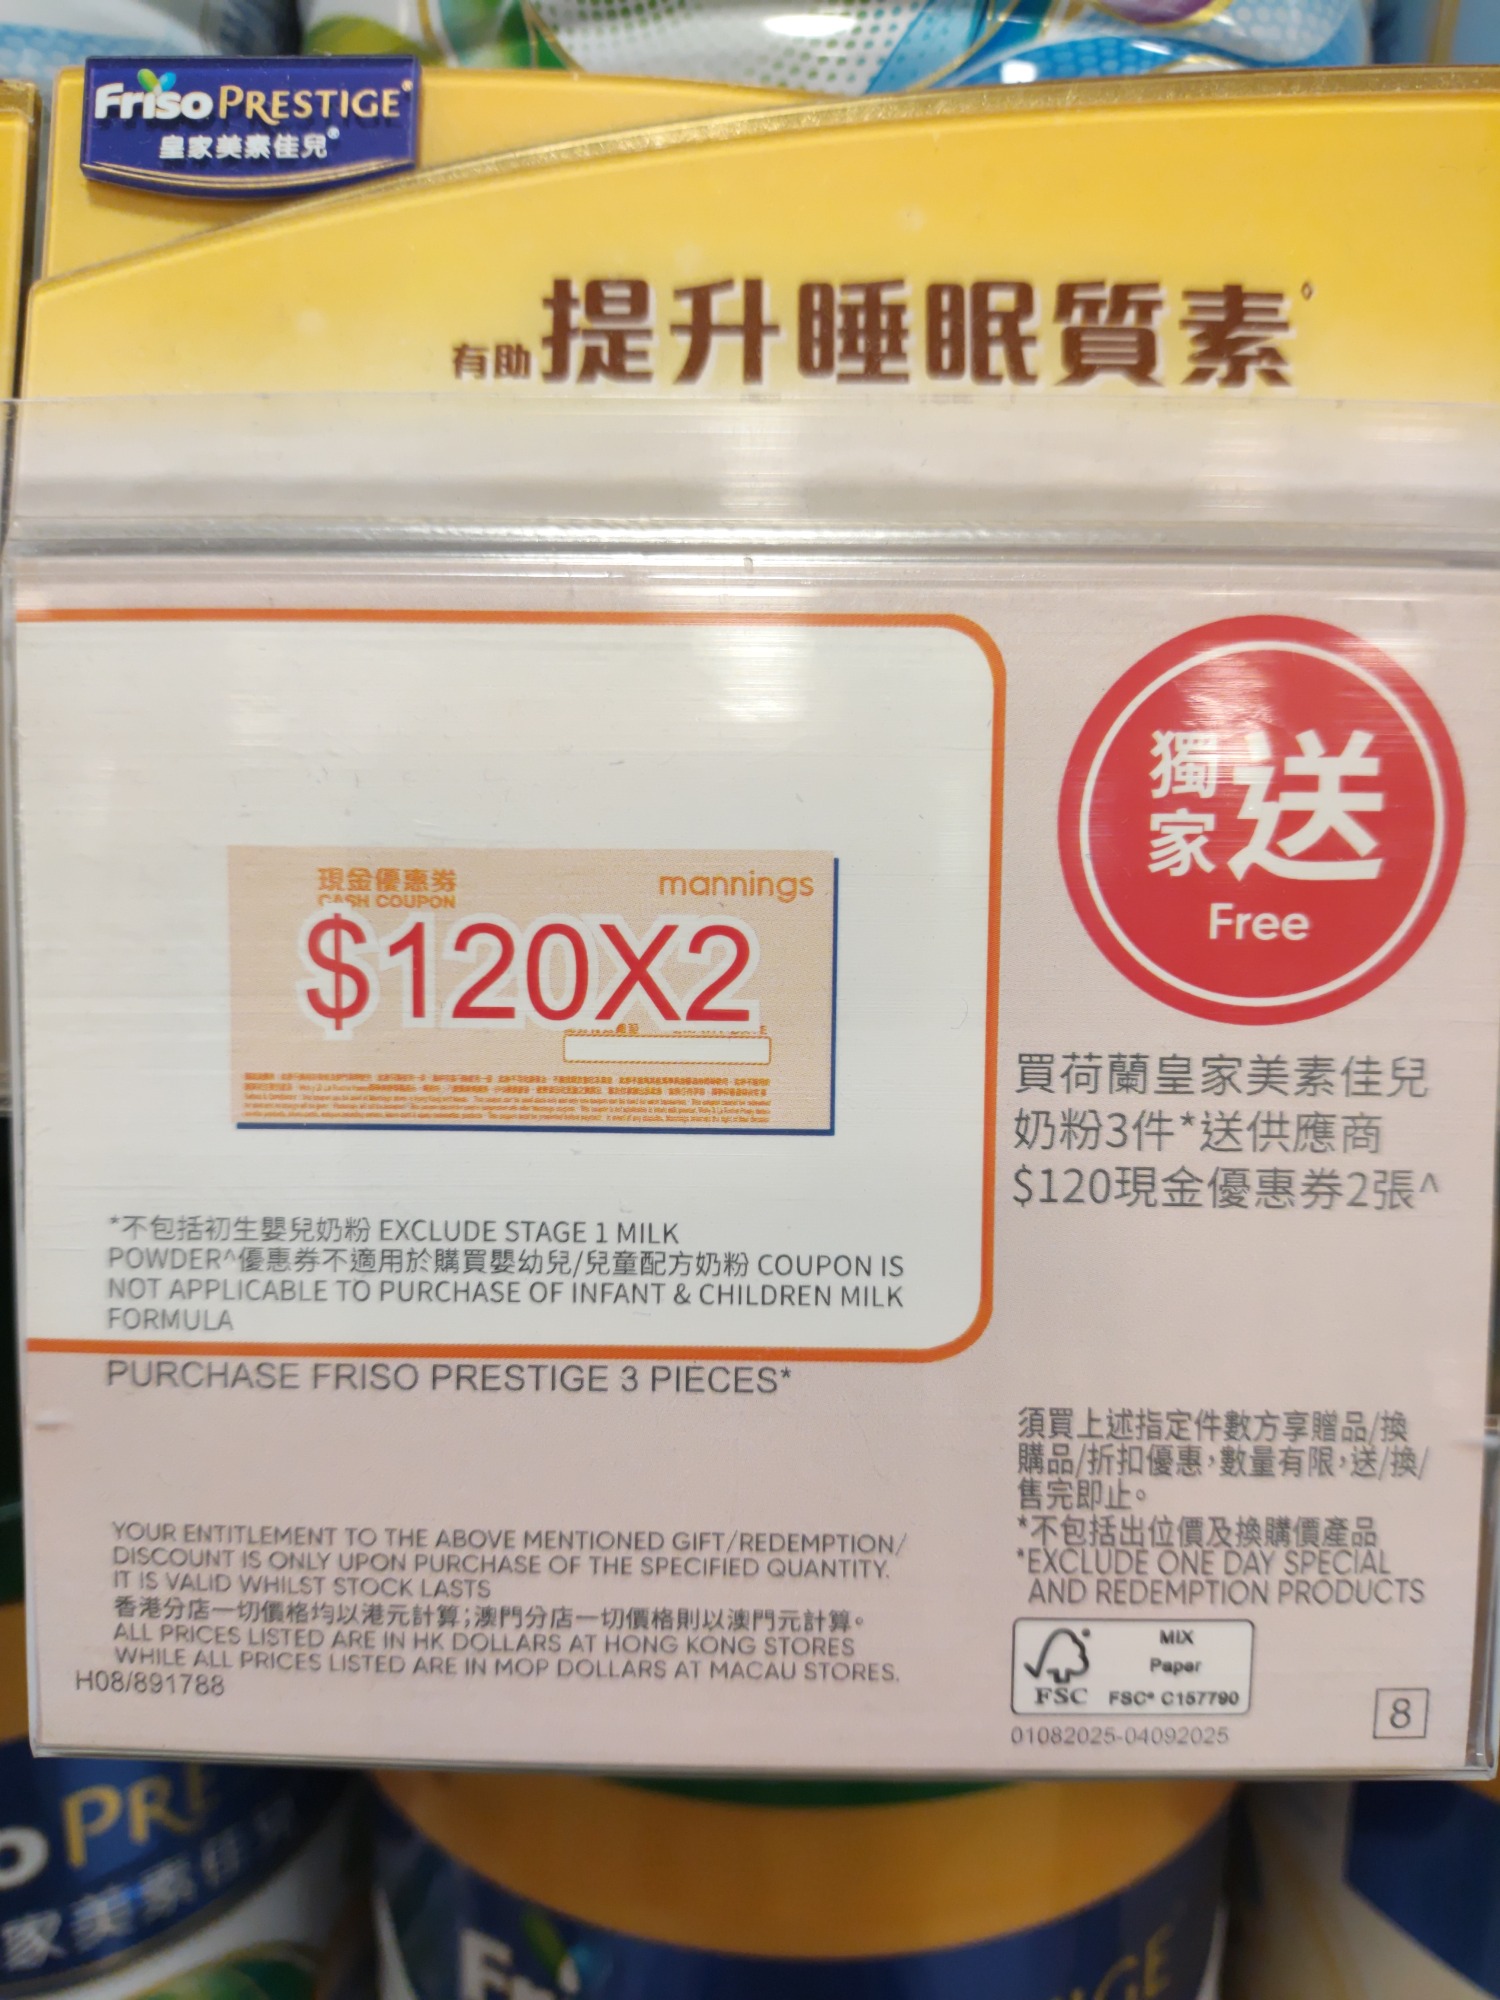 Friso PRESTIGE®
皇家美素佳兒®
有助提升睡眠質素◊
獨家送
Free
現金優惠券
mannings
CASH COUPON
$120X2
買荷蘭皇家美素佳兒
奶粉3件*送供應商
$120現金優惠券2張^
*不包括初生嬰兒奶粉 EXCLUDE STAGE 1 MILK
POWDER^優惠券不適用於購買嬰幼兒/兒童配方奶粉 COUPON IS
NOT APPLICABLE TO PURCHASE OF INFANT & CHILDREN MILK
FORMULA
PURCHASE FRISO PRESTIGE 3 PIECES*
須買上述指定件數方享贈品/換
購品/折扣優惠，數量有限，送/換/
售完即止。
*不包括出位價及換購價產品
*EXCLUDE ONE DAY SPECIAL
AND REDEMPTION PRODUCTS
YOUR ENTITLEMENT TO THE ABOVE MENTIONED GIFT/REDEMPTION/
DISCOUNT IS ONLY UPON PURCHASE OF THE SPECIFIED QUANTITY.
IT IS VALID WHILST STOCK LASTS
香港分店一切價格均以港元計算；澳門分店一切價格則以澳門元計算。
ALL PRICES LISTED ARE IN HK DOLLARS AT HONG KONG STORES
WHILE ALL PRICES LISTED ARE IN MOP DOLLARS AT MACAU STORES.
H08/891788
MIX
Paper
FSC
FSC® C157790
01082025-04092025
8
o PRE
家美素佳兒
F
GE